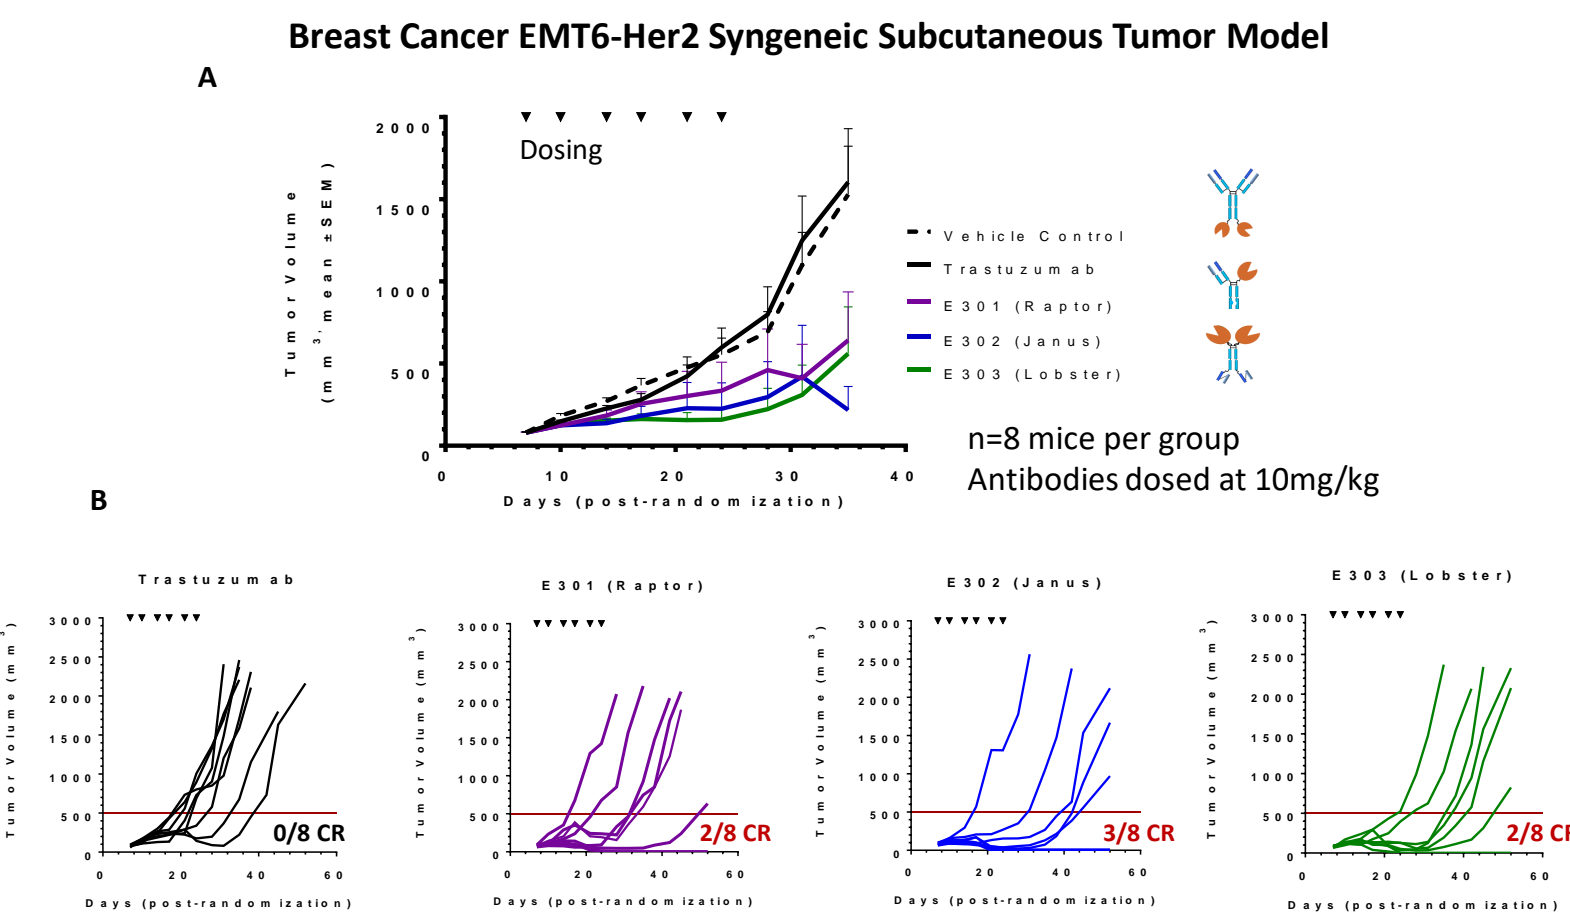 Breast Cancer EMT6-Her2 Syngeneic Subcutaneous Tumor Model
A
Dosing
2000
1500
1000
500
0
Tumor Volume
(mm³, mean ±SEM)
0 10 20 30 40
Days (post-randomization)
Vehicle Control
Trastuzumab
E301 (Raptor)
E302 (Janus)
E303 (Lobster)
n=8 mice per group
Antibodies dosed at 10mg/kg
B
Trastuzumab
3000
2500
2000
1500
1000
500
0
Tumor Volume (mm³)
0/8 CR
0 20 40 60
Days (post-randomization)
E301 (Raptor)
3000
2500
2000
1500
1000
500
0
Tumor Volume (mm³)
2/8 CR
0 20 40 60
Days (post-randomization)
E302 (Janus)
3000
2500
2000
1500
1000
500
0
Tumor Volume (mm³)
3/8 CR
0 20 40 60
Days (post-randomization)
E303 (Lobster)
3000
2500
2000
1500
1000
500
0
Tumor Volume (mm³)
2/8 CR
0 20 40 60
Days (post-randomization)